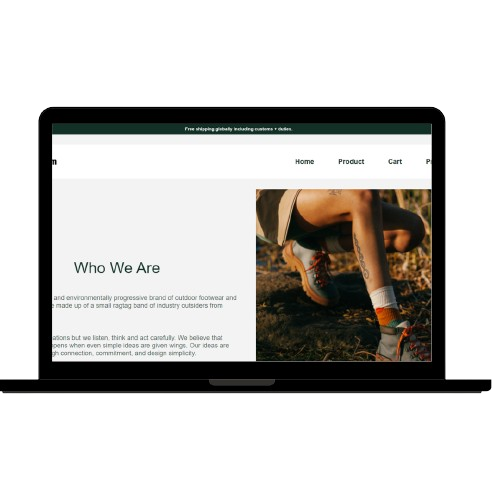 Free shipping globally including customs + duties.
Home Product Cart
Who We Are
and environmentally progressive brand of outdoor footwear and
made up of a small ragtag band of industry outsiders from
ations but we listen, think and act carefully. We believe that
pens when even simple ideas are given wings. Our ideas are
gh connection, commitment, and design simplicity.